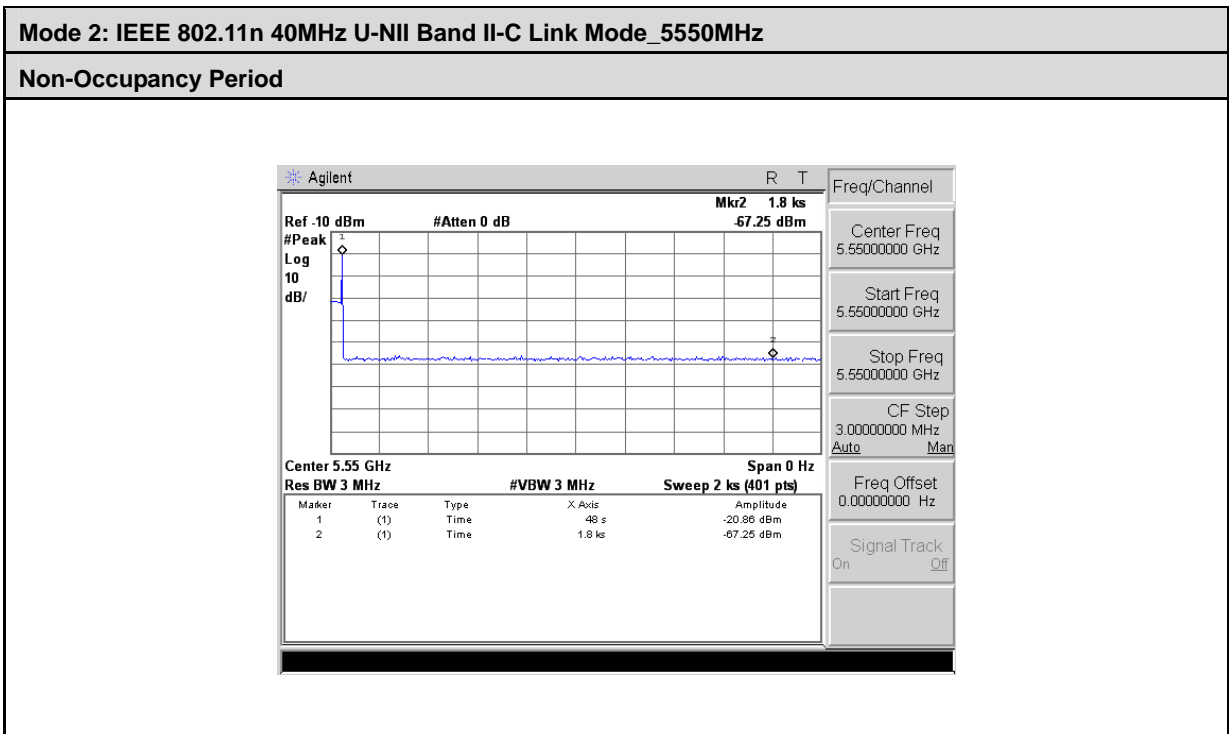 Mode 2: IEEE 802.11n 40MHz U-NII Band II-C Link Mode_5550MHz
Non-Occupancy Period
Agilent R T
Mkr2 1.8 ks
Ref -10 dBm #Atten 0 dB -67.25 dBm
#Peak
Log
10
dB/
1
2
Center 5.55 GHz Span 0 Hz
Res BW 3 MHz #VBW 3 MHz Sweep 2 ks (401 pts)
Marker Trace Type X Axis Amplitude
1 (1) Time 48 s -20.86 dBm
2 (1) Time 1.8 ks -67.25 dBm
Freq/Channel
Center Freq
5.55000000 GHz
Start Freq
5.55000000 GHz
Stop Freq
5.55000000 GHz
CF Step
3.00000000 MHz
Auto Man
Freq Offset
0.00000000 Hz
Signal Track
On Off